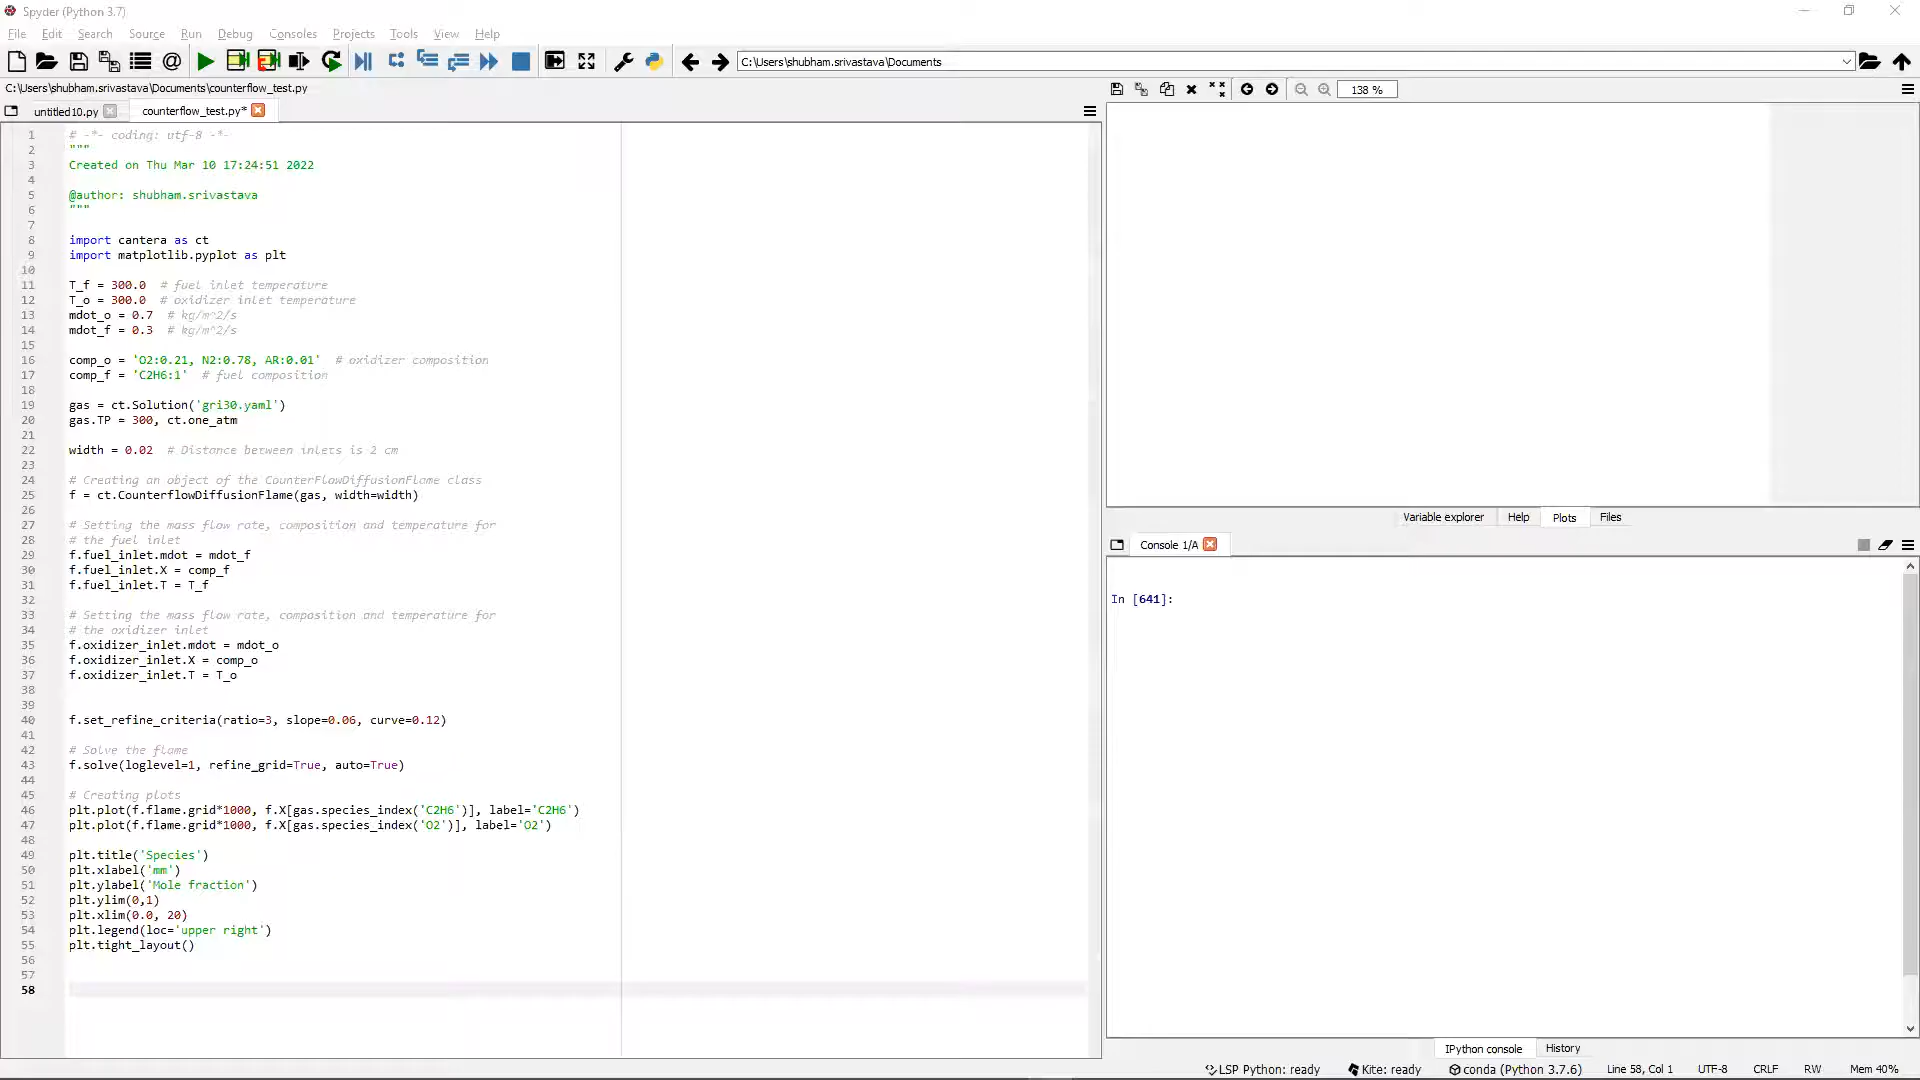 Spyder (Python 3.7)
File Edit Search Source Run Debug Consoles Projects Tools View Help
C:\Users\shubham.srivastava\Documents
C:\Users\shubham.srivastava\Documents\counterflow_test.py
138 %
untitled10.py counterflow_test.py*
1 # -*- coding: utf-8 -*-
2 """
3 Created on Thu Mar 10 17:24:51 2022
4
5 @author: shubham.srivastava
6 """
7
8 import cantera as ct
9 import matplotlib.pyplot as plt
10
11 T_f = 300.0 # fuel inlet temperature
12 T_o = 300.0 # oxidizer inlet temperature
13 mdot_o = 0.7 # kg/m^2/s
14 mdot_f = 0.3 # kg/m^2/s
15
16 comp_o = 'O2:0.21, N2:0.78, AR:0.01' # oxidizer composition
17 comp_f = 'C2H6:1' # fuel composition
18
19 gas = ct.Solution('gri30.yaml')
20 gas.TP = 300, ct.one_atm
21
22 width = 0.02 # Distance between inlets is 2 cm
23
24 # Creating an object of the CounterFlowDiffusionFlame class
25 f = ct.CounterflowDiffusionFlame(gas, width=width)
26
27 # Setting the mass flow rate, composition and temperature for
28 # the fuel inlet
29 f.fuel_inlet.mdot = mdot_f
30 f.fuel_inlet.X = comp_f
31 f.fuel_inlet.T = T_f
32
33 # Setting the mass flow rate, composition and temperature for
34 # the oxidizer inlet
35 f.oxidizer_inlet.mdot = mdot_o
36 f.oxidizer_inlet.X = comp_o
37 f.oxidizer_inlet.T = T_o
38
39
40 f.set_refine_criteria(ratio=3, slope=0.06, curve=0.12)
41
42 # Solve the flame
43 f.solve(loglevel=1, refine_grid=True, auto=True)
44
45 # Creating plots
46 plt.plot(f.flame.grid*1000, f.X[gas.species_index('C2H6')], label='C2H6')
47 plt.plot(f.flame.grid*1000, f.X[gas.species_index('O2')], label='O2')
48
49 plt.title('Species')
50 plt.xlabel('mm')
51 plt.ylabel('Mole fraction')
52 plt.ylim(0,1)
53 plt.xlim(0.0, 20)
54 plt.legend(loc='upper right')
55 plt.tight_layout()
56
57
58
Variable explorer Help Plots Files
Console 1/A
In [641]:
IPython console History
LSP Python: ready Kite: ready conda (Python 3.7.6) Line 58, Col 1 UTF-8 CRLF RW Mem 40%